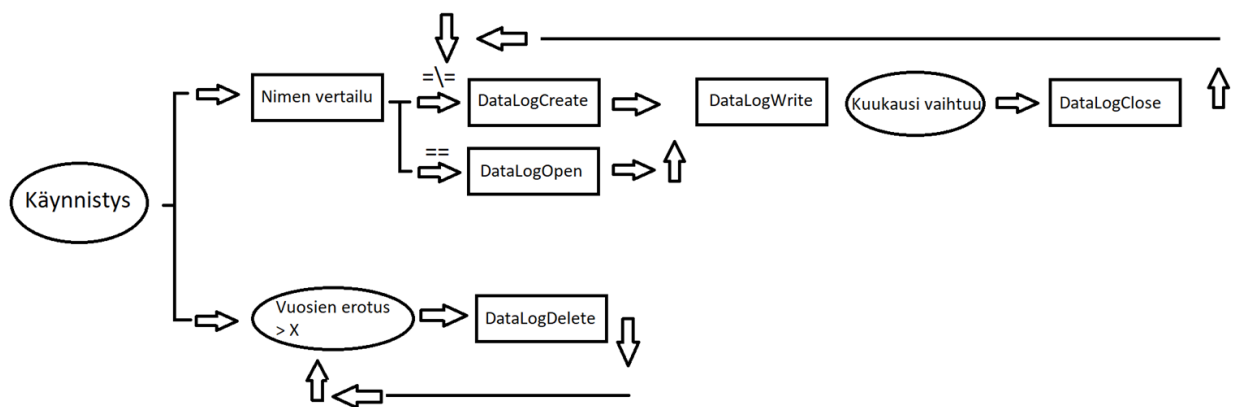 =\=
Nimen vertailu
DataLogCreate
DataLogWrite
Kuukausi vaihtuu
DataLogClose
==
DataLogOpen
Käynnistys
Vuosien erotus
> X
DataLogDelete